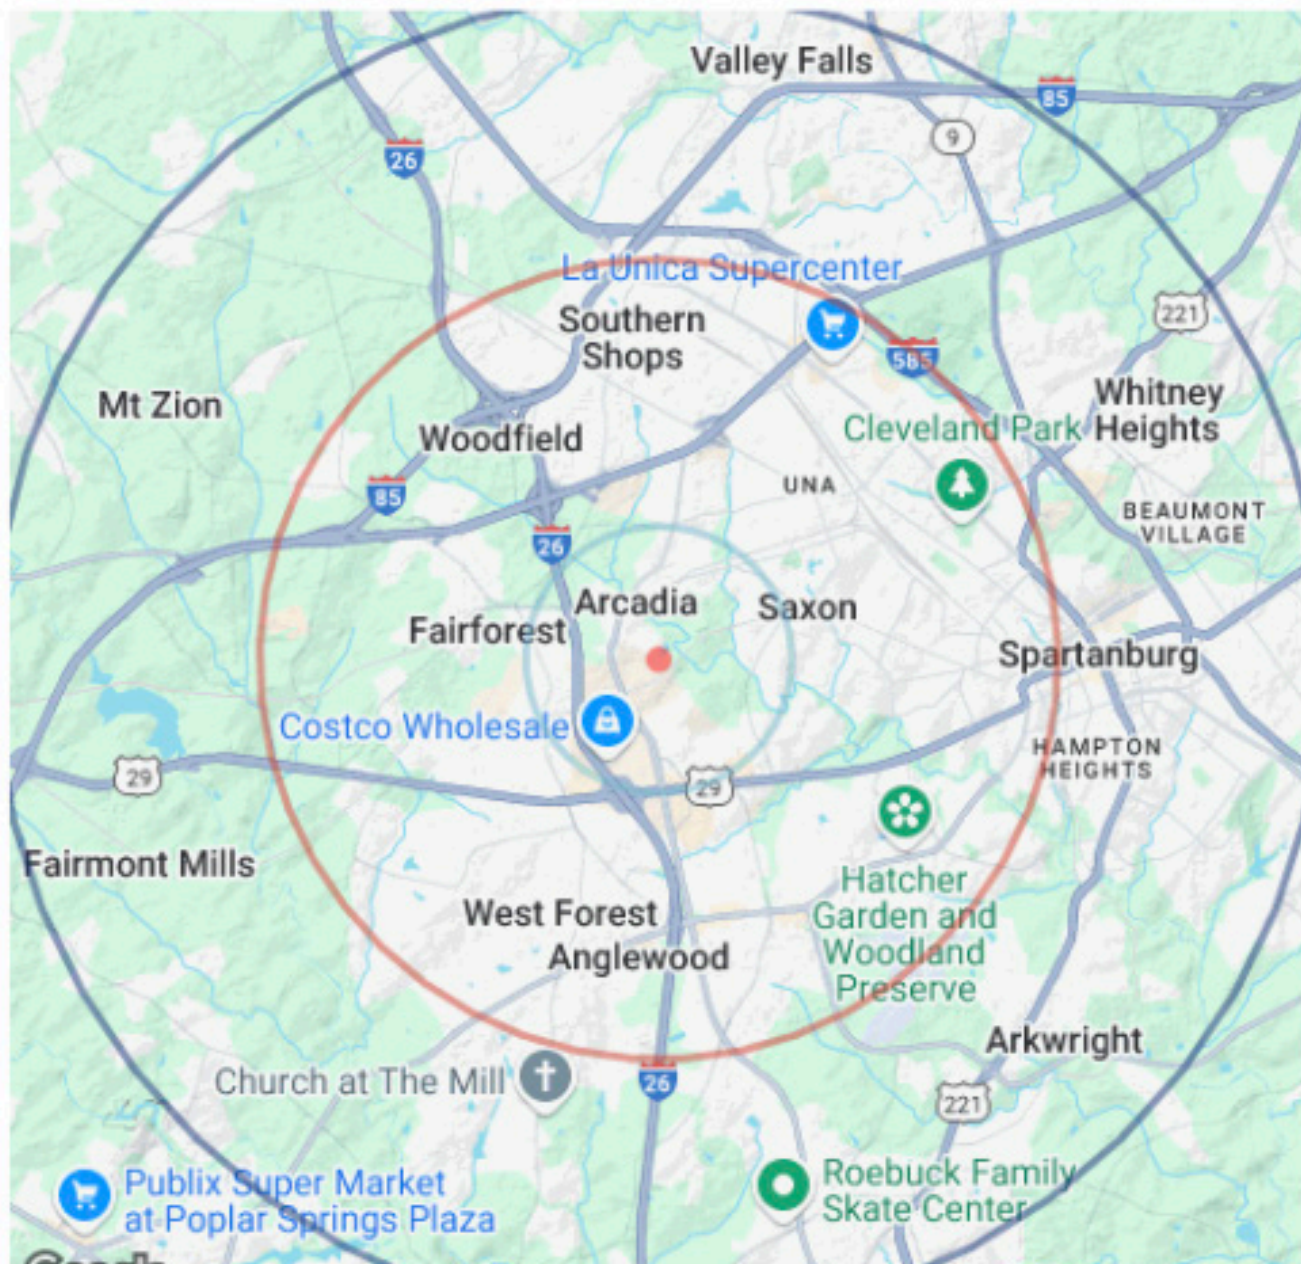 Valley Falls
85
9
26
La Unica Supercenter
Southern
Shops
221
585
Mt Zion
Whitney
Heights
Cleveland Park
Woodfield
UNA
85
BEAUMONT
VILLAGE
26
Arcadia
Saxon
Fairforest
Spartanburg
Costco Wholesale
HAMPTON
HEIGHTS
29
29
Fairmont Mills
Hatcher
Garden and
Woodland
Preserve
West Forest
Anglewood
Arkwright
Church at The Mill
26
221
Publix Super Market
at Poplar Springs Plaza
Roebuck Family
Skate Center